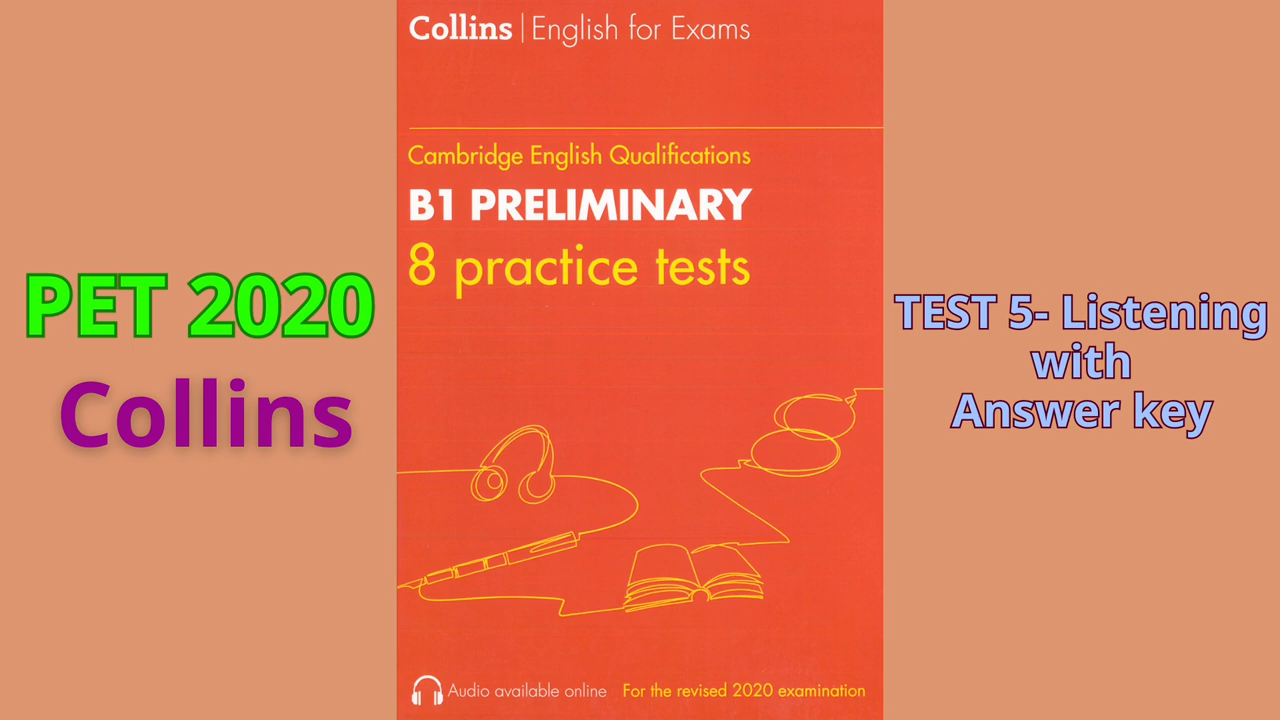 PET 2020
Collins
Collins | English for Exams
Cambridge English Qualifications
B1 PRELIMINARY
8 practice tests
Audio available online
For the revised 2020 examination
TEST 5- Listening
with
Answer key